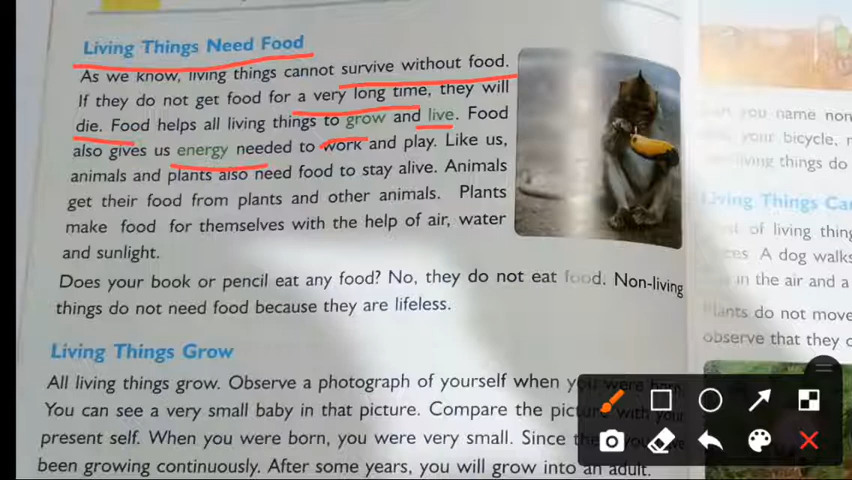 Living Things Need Food
As we know, living things cannot survive without food.
If they do not get food for a very long time, they will
die. Food helps all living things to grow and live. Food
also gives us energy needed to work and play. Like us,
animals and plants also need food to stay alive. Animals
get their food from plants and other animals. Plants
make food for themselves with the help of air, water
and sunlight.
Does your book or pencil eat any food? No, they do not eat food. Non-living
things do not need food because they are lifeless.
Living Things Grow
All living things grow. Observe a photograph of yourself when you were born.
You can see a very small baby in that picture. Compare the picture with your
present self. When you were born, you were very small. Since
been growing continuously. After some years, you will grow into an adult.
you name non
your bicycle,
living things do
Living Things Ca
of living thing
A dog walks
in the air and a
Plants do not move
observe that they